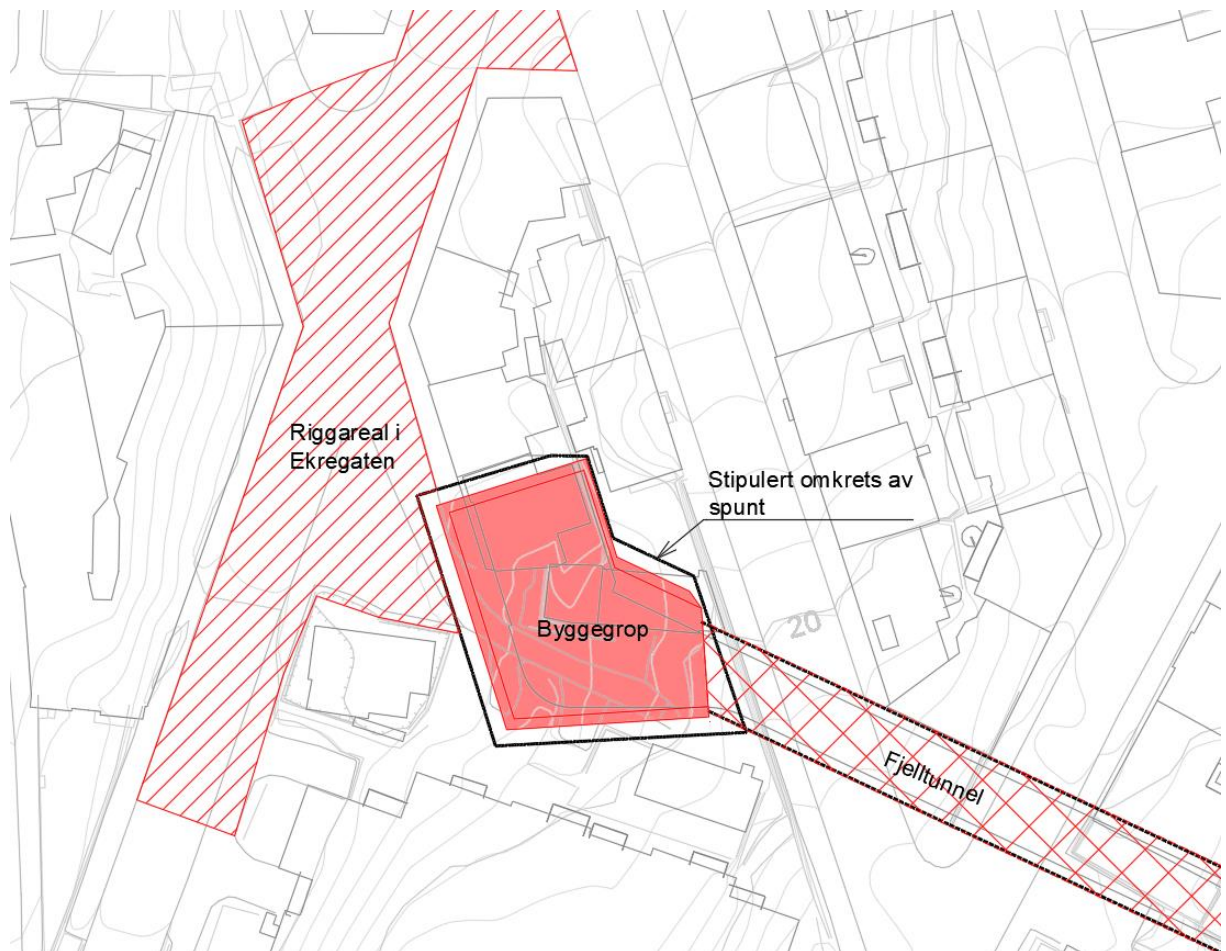 Riggareal i
Ekregaten
Stipulert omkrets av
spunt
Byggegrop
20
Fjelltunnel